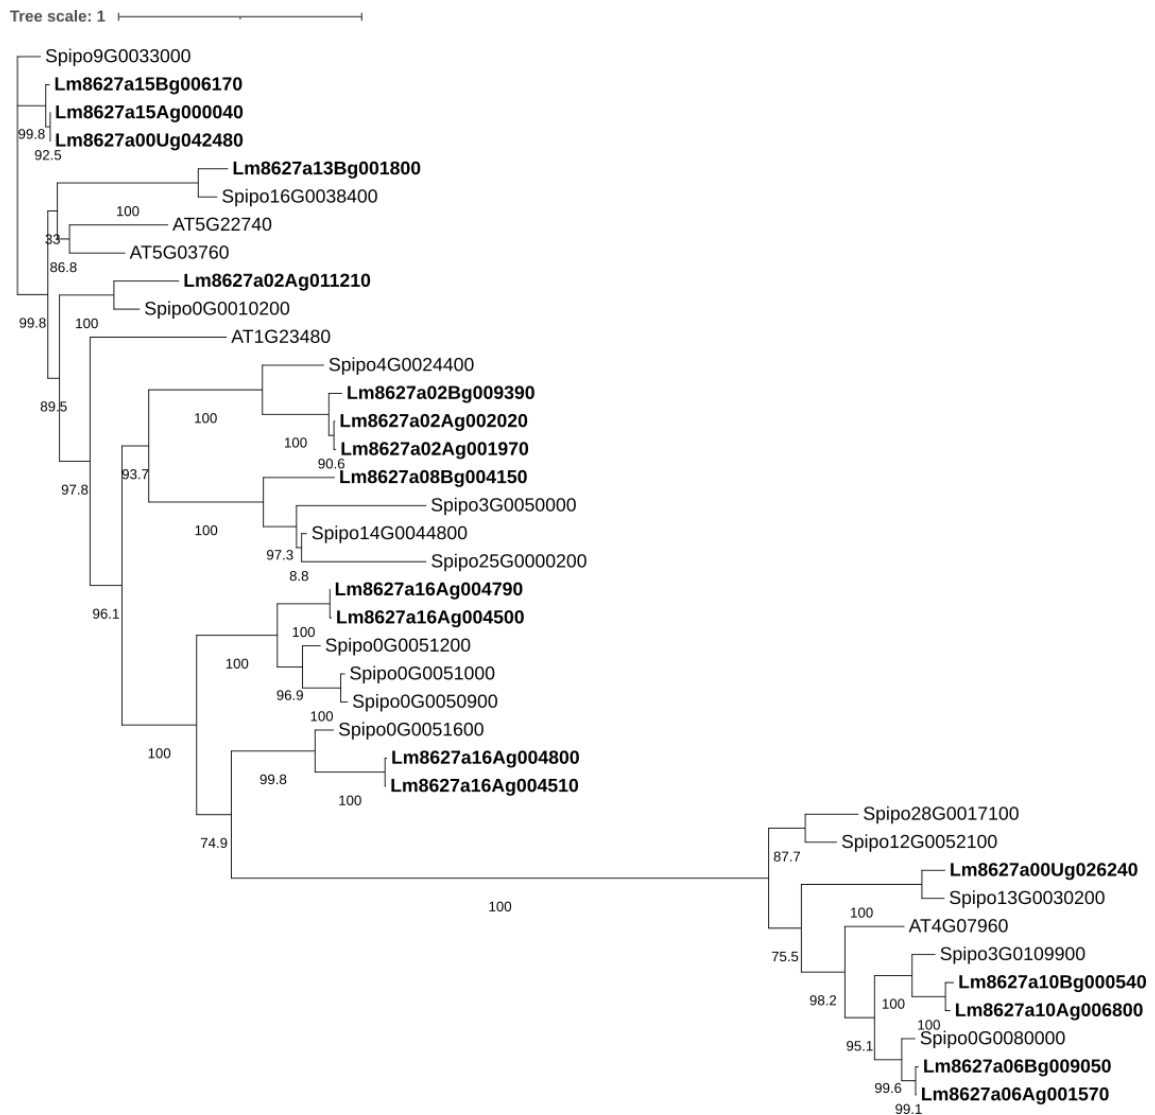 Tree scale: 1
Spipo9G0033000
Lm8627a15Bg006170
Lm8627a15Ag000040
99.8
Lm8627a00Ug042480
92.5
Lm8627a13Bg001800
Spipo16G0038400
100
AT5G22740
33
AT5G03760
86.8
Lm8627a02Ag011210
Spipo0G0010200
99.8
100
AT1G23480
Spipo4G0024400
Lm8627a02Bg009390
89.5
100
Lm8627a02Ag002020
100
Lm8627a02Ag001970
90.6
93.7
Lm8627a08Bg004150
97.8
Spipo3G0050000
100
Spipo14G0044800
97.3
Spipo25G0000200
8.8
Lm8627a16Ag004790
96.1
Lm8627a16Ag004500
100
Spipo0G0051200
100
Spipo0G0051000
96.9
Spipo0G0050900
100
Spipo0G0051600
100
Lm8627a16Ag004800
99.8
Lm8627a16Ag004510
100
Spipo28G0017100
74.9
Spipo12G0052100
87.7
Lm8627a00Ug026240
Spipo13G0030200
100
100
AT4G07960
75.5
Spipo3G0109900
Lm8627a10Bg000540
98.2
100
Lm8627a10Ag006800
100
Spipo0G0080000
95.1
Lm8627a06Bg009050
99.6
Lm8627a06Ag001570
99.1